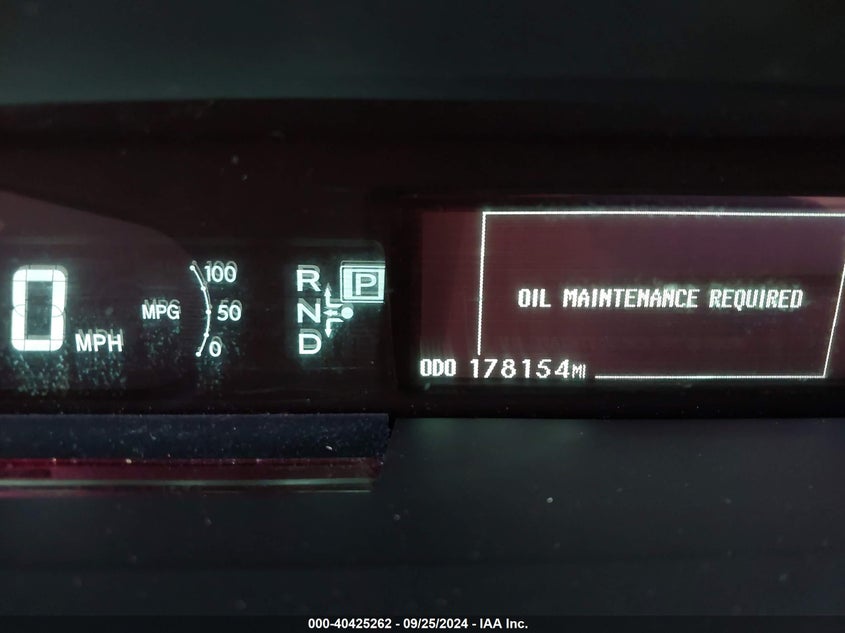 0
MPH
MPG
100
50
0
R
N
D
P
OIL MAINTENANCE REQUIRED
ODO 178154MI
000-40425262 - 09/25/2024 - IAA Inc.